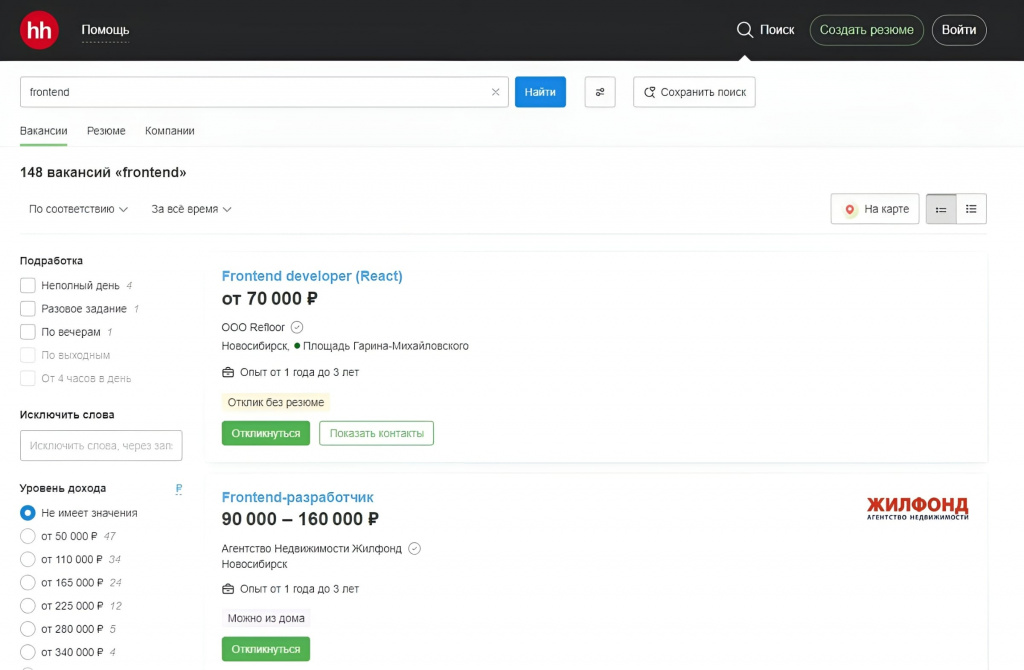 hh Помощь Поиск Создать резюме Войти
frontend Найти Сохранить поиск
Вакансии Резюме Компании
148 вакансий «frontend»
По соответствию За всё время На карте
Подработка
Неполный день 4
Разовое задание 1
По вечерам 1
По выходным
От 4 часов в день
Исключить слова
Исключить слова, через зап
Уровень дохода ₽
Не имеет значения
от 50 000 ₽ 47
от 110 000 ₽ 34
от 165 000 ₽ 24
от 225 000 ₽ 12
от 280 000 ₽ 5
от 340 000 ₽ 4
Frontend developer (React)
от 70 000 ₽
ООО Refloor
Новосибирск, Площадь Гарина-Михайловского
Опыт от 1 года до 3 лет
Отклик без резюме
Откликнуться Показать контакты
Frontend-разработчик
90 000 – 160 000 ₽
Агентство Недвижимости Жилфонд
Новосибирск
Опыт от 1 года до 3 лет
Можно из дома
Откликнуться
ЖИЛФОНД
АГЕНТСТВО НЕДВИЖИМОСТИ